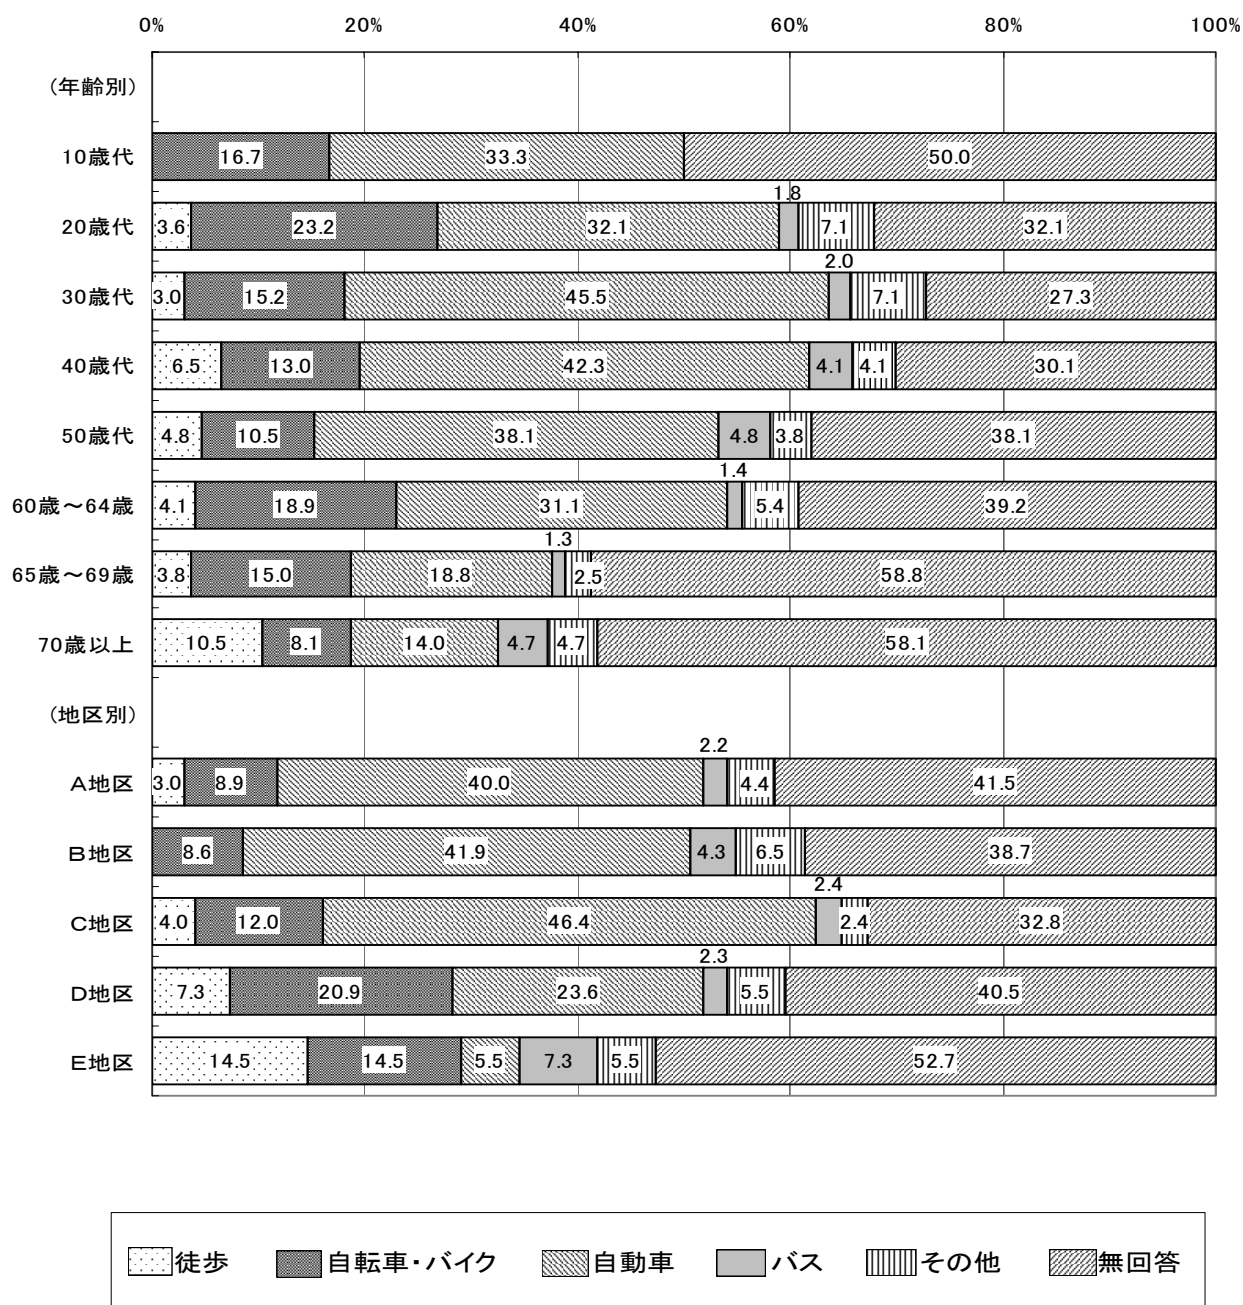 0% 20% 40% 60% 80% 100%
(年齢別)
10歳代 16.7 33.3 50.0
1.8
20歳代 3.6 23.2 32.1 7.1 32.1
2.0
30歳代 3.0 15.2 45.5 7.1 27.3
40歳代 6.5 13.0 42.3 4.1 4.1 30.1
50歳代 4.8 10.5 38.1 4.8 3.8 38.1
1.4
60歳～64歳 4.1 18.9 31.1 5.4 39.2
1.3
65歳～69歳 3.8 15.0 18.8 2.5 58.8
70歳以上 10.5 8.1 14.0 4.7 4.7 58.1
(地区別)
2.2
A地区 3.0 8.9 40.0 4.4 41.5
B地区 8.6 41.9 4.3 6.5 38.7
2.4
C地区 4.0 12.0 46.4 2.4 32.8
2.3
D地区 7.3 20.9 23.6 5.5 40.5
E地区 14.5 14.5 5.5 7.3 5.5 52.7
徒歩 自転車・バイク 自動車 バス その他 無回答